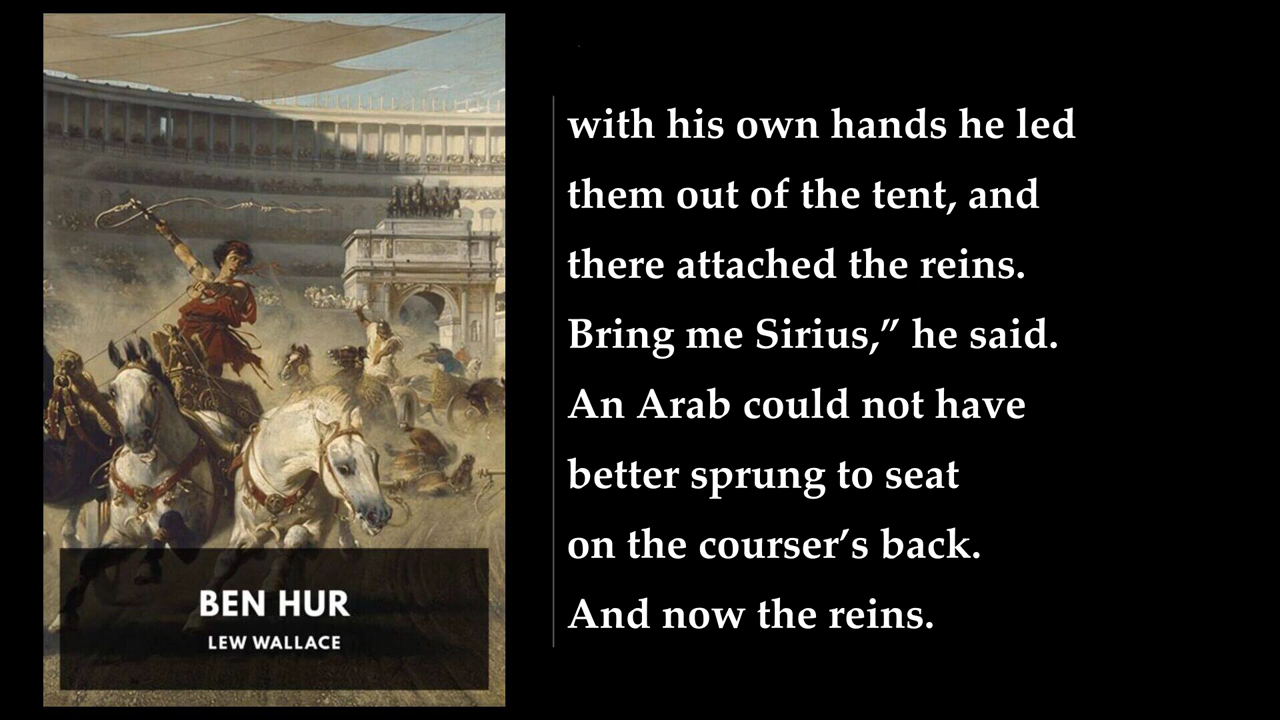 BEN HUR
LEW WALLACE
with his own hands he led
them out of the tent, and
there attached the reins.
Bring me Sirius,” he said.
An Arab could not have
better sprung to seat
on the courser’s back.
And now the reins.